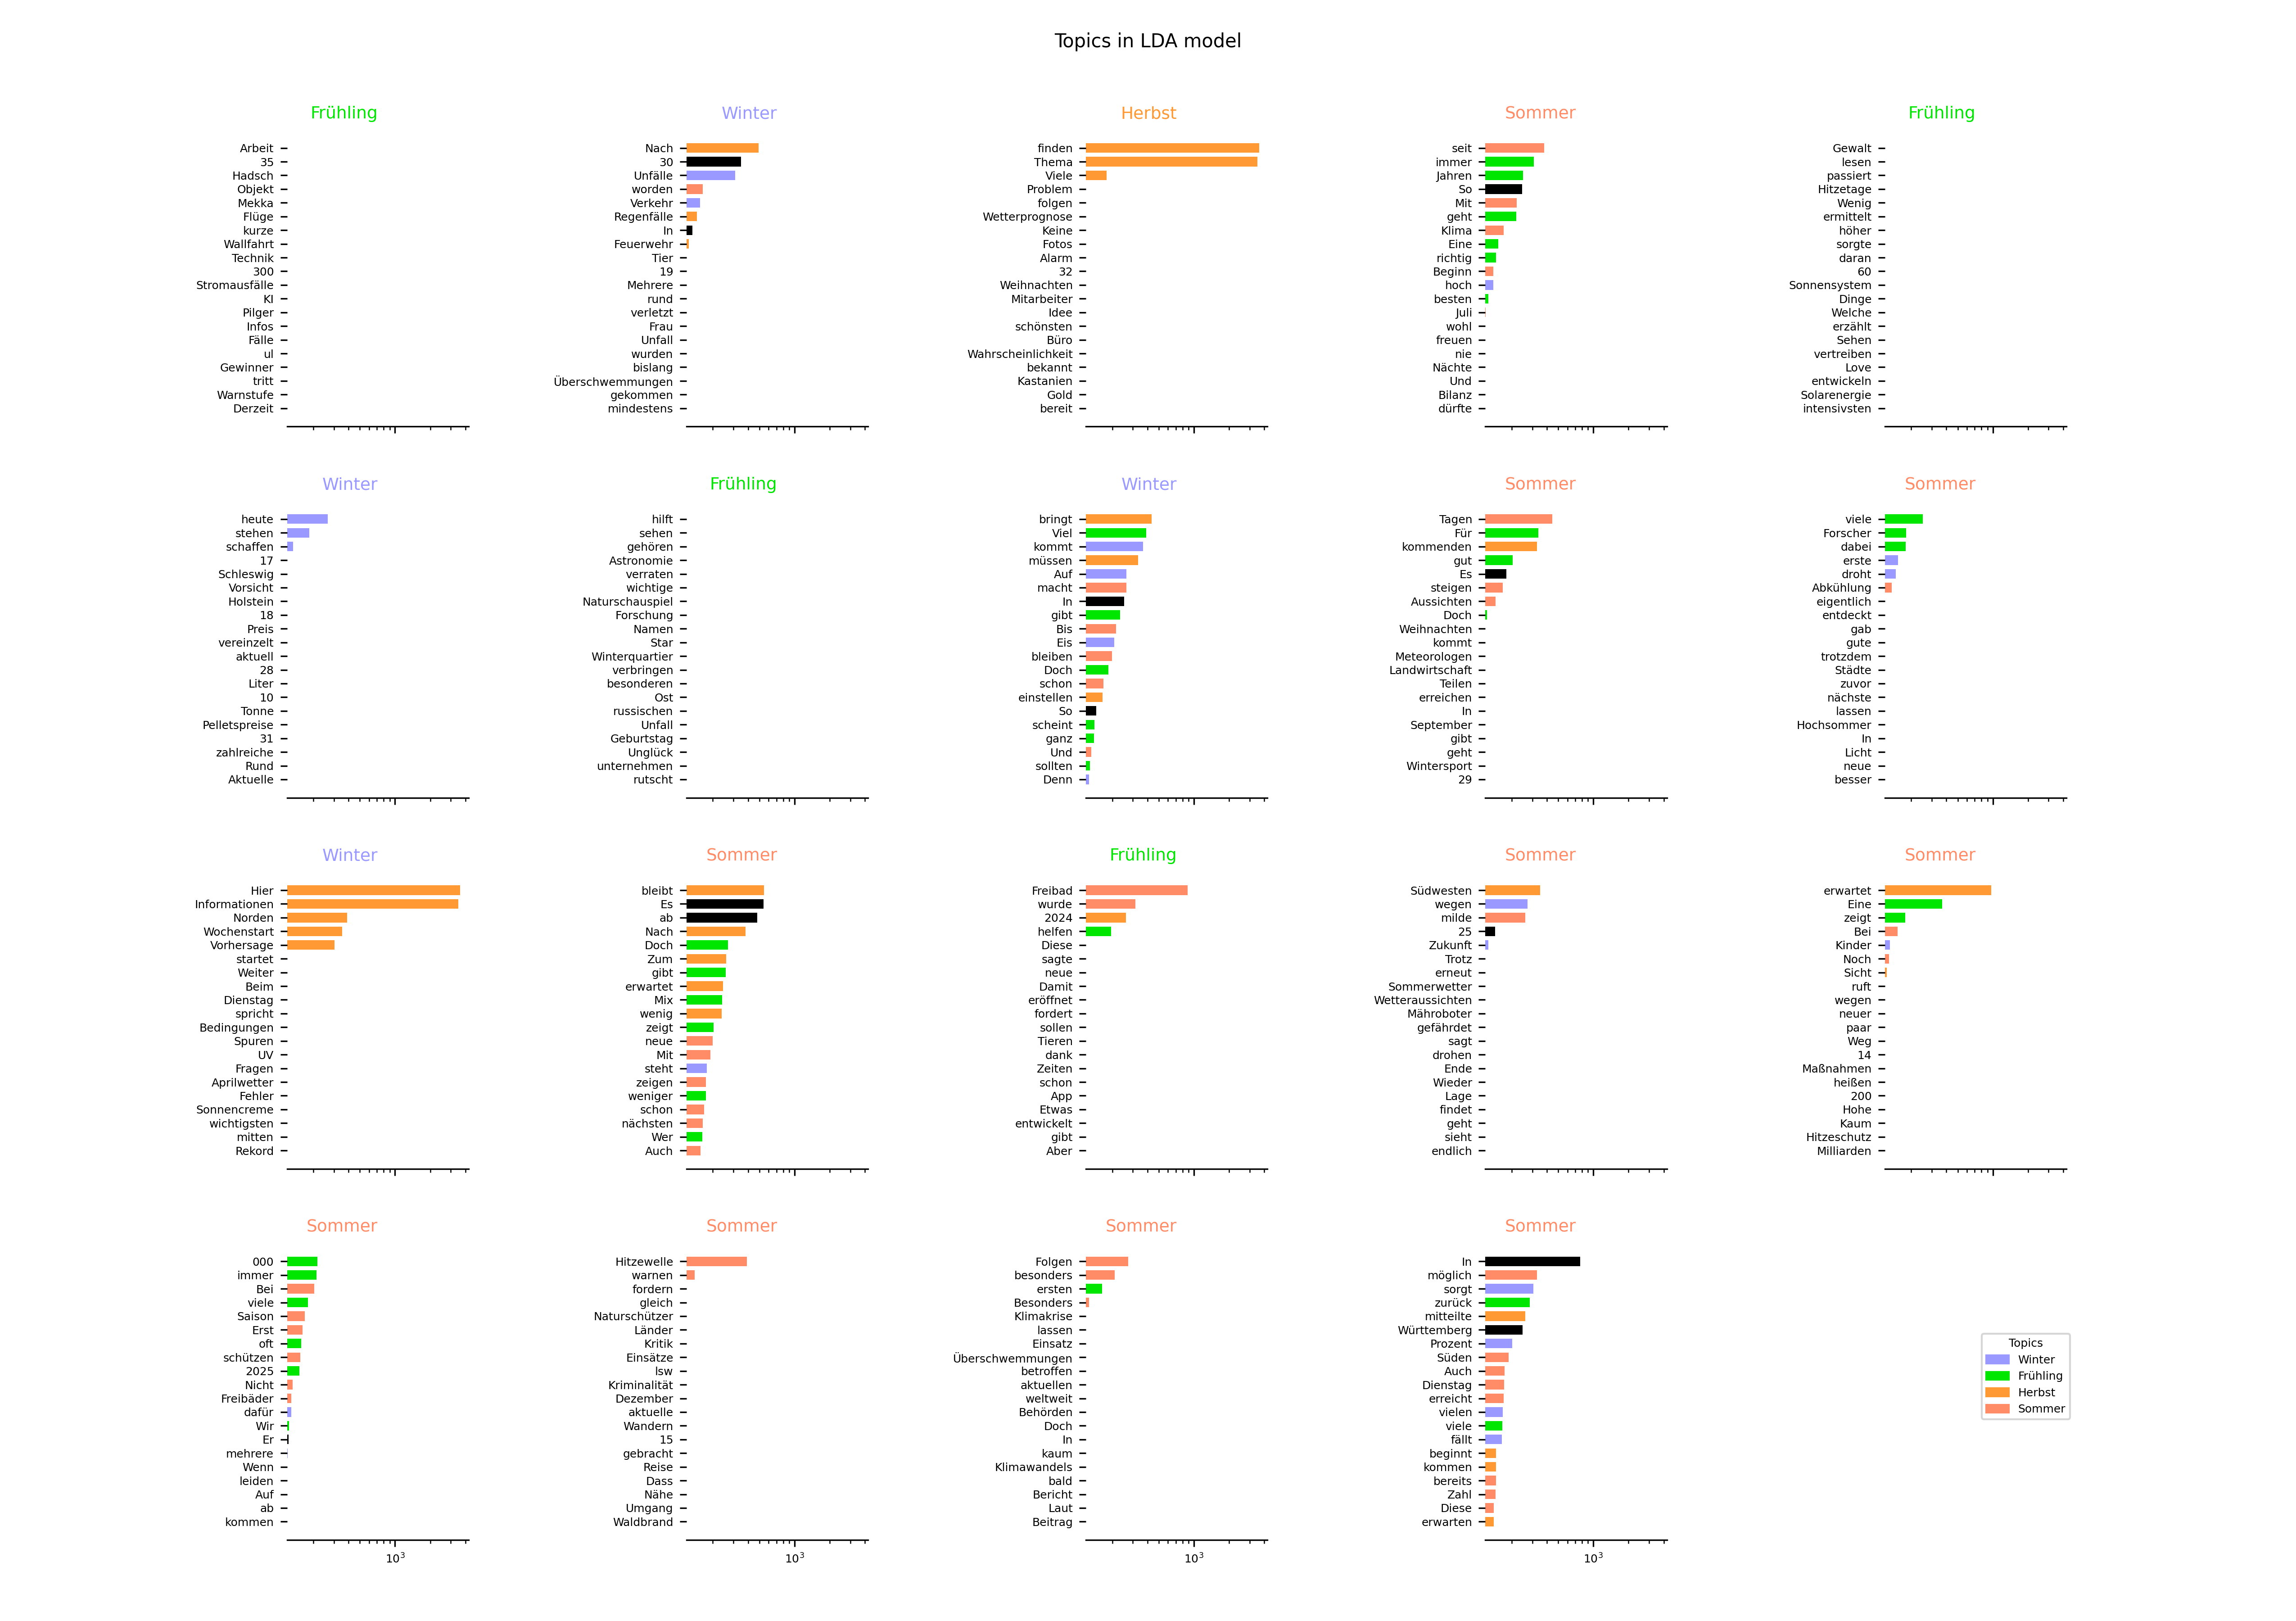 Topics in LDA model
Frühling
Arbeit
35
Hadsch
Objekt
Mekka
Flüge
kurze
Wallfahrt
Technik
300
Stromausfälle
KI
Pilger
Infos
Fälle
ul
Gewinner
tritt
Warnstufe
Derzeit
Winter
Nach
30
Unfälle
worden
Verkehr
Regenfälle
In
Feuerwehr
Tier
19
Mehrere
rund
verletzt
Frau
Unfall
wurden
bislang
Überschwemmungen
gekommen
mindestens
Herbst
finden
Thema
Viele
Problem
folgen
Wetterprognose
Keine
Fotos
Alarm
32
Weihnachten
Mitarbeiter
Idee
schönsten
Büro
Wahrscheinlichkeit
bekannt
Kastanien
Gold
bereit
Sommer
seit
immer
Jahren
So
Mit
geht
Klima
Eine
richtig
Beginn
hoch
besten
Juli
wohl
freuen
nie
Nächte
Und
Bilanz
dürfte
Frühling
Gewalt
lesen
passiert
Hitzetage
Wenig
ermittelt
höher
sorgte
daran
60
Sonnensystem
Dinge
Welche
erzählt
Sehen
vertreiben
Love
entwickeln
Solarenergie
intensivsten
Winter
heute
stehen
schaffen
17
Schleswig
Vorsicht
Holstein
18
Preis
vereinzelt
aktuell
28
Liter
10
Tonne
Pelletspreise
31
zahlreiche
Rund
Aktuelle
Frühling
hilft
sehen
gehören
Astronomie
verraten
wichtige
Naturschauspiel
Forschung
Namen
Star
Winterquartier
verbringen
besonderen
Ost
russischen
Unfall
Geburtstag
Unglück
unternehmen
rutscht
Winter
bringt
Viel
kommt
müssen
Auf
macht
In
gibt
Bis
Eis
bleiben
Doch
schon
einstellen
So
scheint
ganz
Und
sollten
Denn
Sommer
Tagen
Für
kommenden
gut
Es
steigen
Aussichten
Doch
Weihnachten
kommt
Meteorologen
Landwirtschaft
Teilen
erreichen
In
September
gibt
geht
Wintersport
29
Sommer
viele
Forscher
dabei
erste
droht
Abkühlung
eigentlich
entdeckt
gab
gute
trotzdem
Städte
zuvor
nächste
lassen
Hochsommer
In
Licht
neue
besser
Winter
Hier
Informationen
Norden
Wochenstart
Vorhersage
startet
Weiter
Beim
Dienstag
spricht
Bedingungen
Spuren
UV
Fragen
Aprilwetter
Fehler
Sonnencreme
wichtigsten
mitten
Rekord
Sommer
bleibt
Es
ab
Nach
Doch
Zum
gibt
erwartet
Mix
wenig
zeigt
neue
Mit
steht
zeigen
weniger
schon
nächsten
Wer
Auch
Frühling
Freibad
wurde
2024
helfen
Diese
sagte
neue
Damit
eröffnet
fordert
sollen
Tieren
dank
Zeiten
schon
App
Etwas
entwickelt
gibt
Aber
Sommer
Südwesten
wegen
milde
25
Zukunft
Trotz
erneut
Sommerwetter
Wetteraussichten
Mähroboter
gefährdet
sagt
drohen
Ende
Wieder
Lage
findet
geht
sieht
endlich
Sommer
erwartet
Eine
zeigt
Bei
Kinder
Noch
Sicht
ruft
wegen
neuer
paar
Weg
14
Maßnahmen
heißen
200
Hohe
Kaum
Hitzeschutz
Milliarden
Sommer
000
immer
Bei
viele
Saison
Erst
oft
schützen
2025
Nicht
Freibäder
dafür
Wir
Er
mehrere
Wenn
leiden
Auf
ab
kommen
10³
Sommer
Hitzewelle
warnen
fordern
gleich
Naturschützer
Länder
Kritik
Einsätze
lsw
Kriminalität
Dezember
aktuelle
Wandern
15
gebracht
Reise
Dass
Nähe
Umgang
Waldbrand
10³
Sommer
Folgen
besonders
ersten
Besonders
Klimakrise
lassen
Einsatz
Überschwemmungen
betroffen
aktuellen
weltweit
Behörden
Doch
In
kaum
Klimawandels
bald
Bericht
Laut
Beitrag
10³
Sommer
In
möglich
sorgt
zurück
mitteilte
Württemberg
Prozent
Süden
Auch
Dienstag
erreicht
vielen
viele
fällt
beginnt
kommen
bereits
Zahl
Diese
erwarten
10³
Topics
Winter
Frühling
Herbst
Sommer